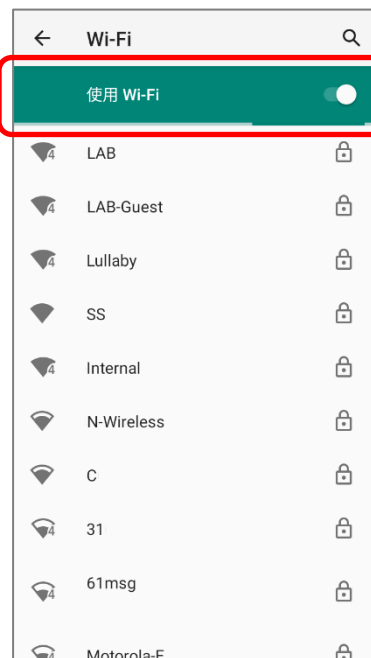 Wi-Fi
使用 Wi-Fi
LAB
LAB-Guest
Lullaby
SS
Internal
N-Wireless
C
31
61msg
Motorola-F